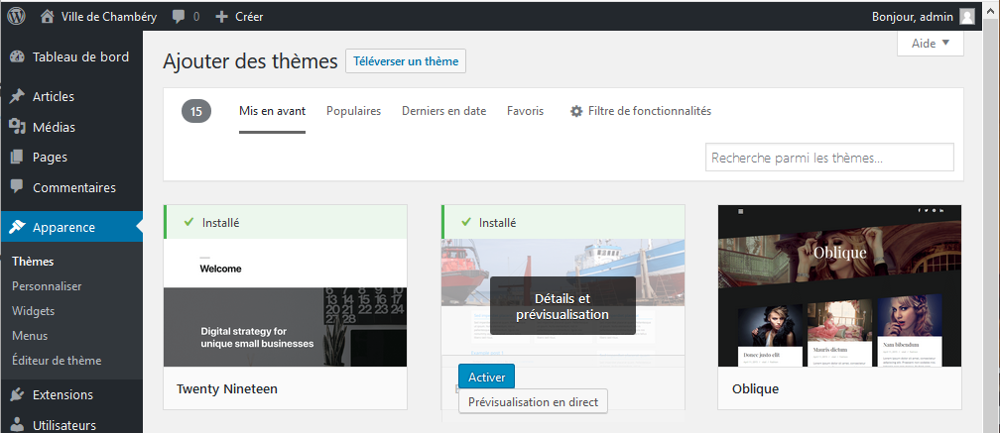 Ville de Chambéry 0 Créer Bonjour, admin
Aide
Tableau de bord
Articles
Médias
Pages
Commentaires
Apparence
Thèmes
Personnaliser
Widgets
Menus
Éditeur de thème
Extensions
Utilisateurs
Ajouter des thèmes Téléverser un thème
15 Mis en avant Populaires Derniers en date Favoris Filtre de fonctionnalités
Recherche parmi les thèmes...
Installé
Welcome
Digital strategy for
unique small businesses
Twenty Nineteen
Installé
Détails et
prévisualisation
Activer
Prévisualisation en direct
Oblique
Donec justo elit
Mauris dictum
Nam bibendum
Oblique